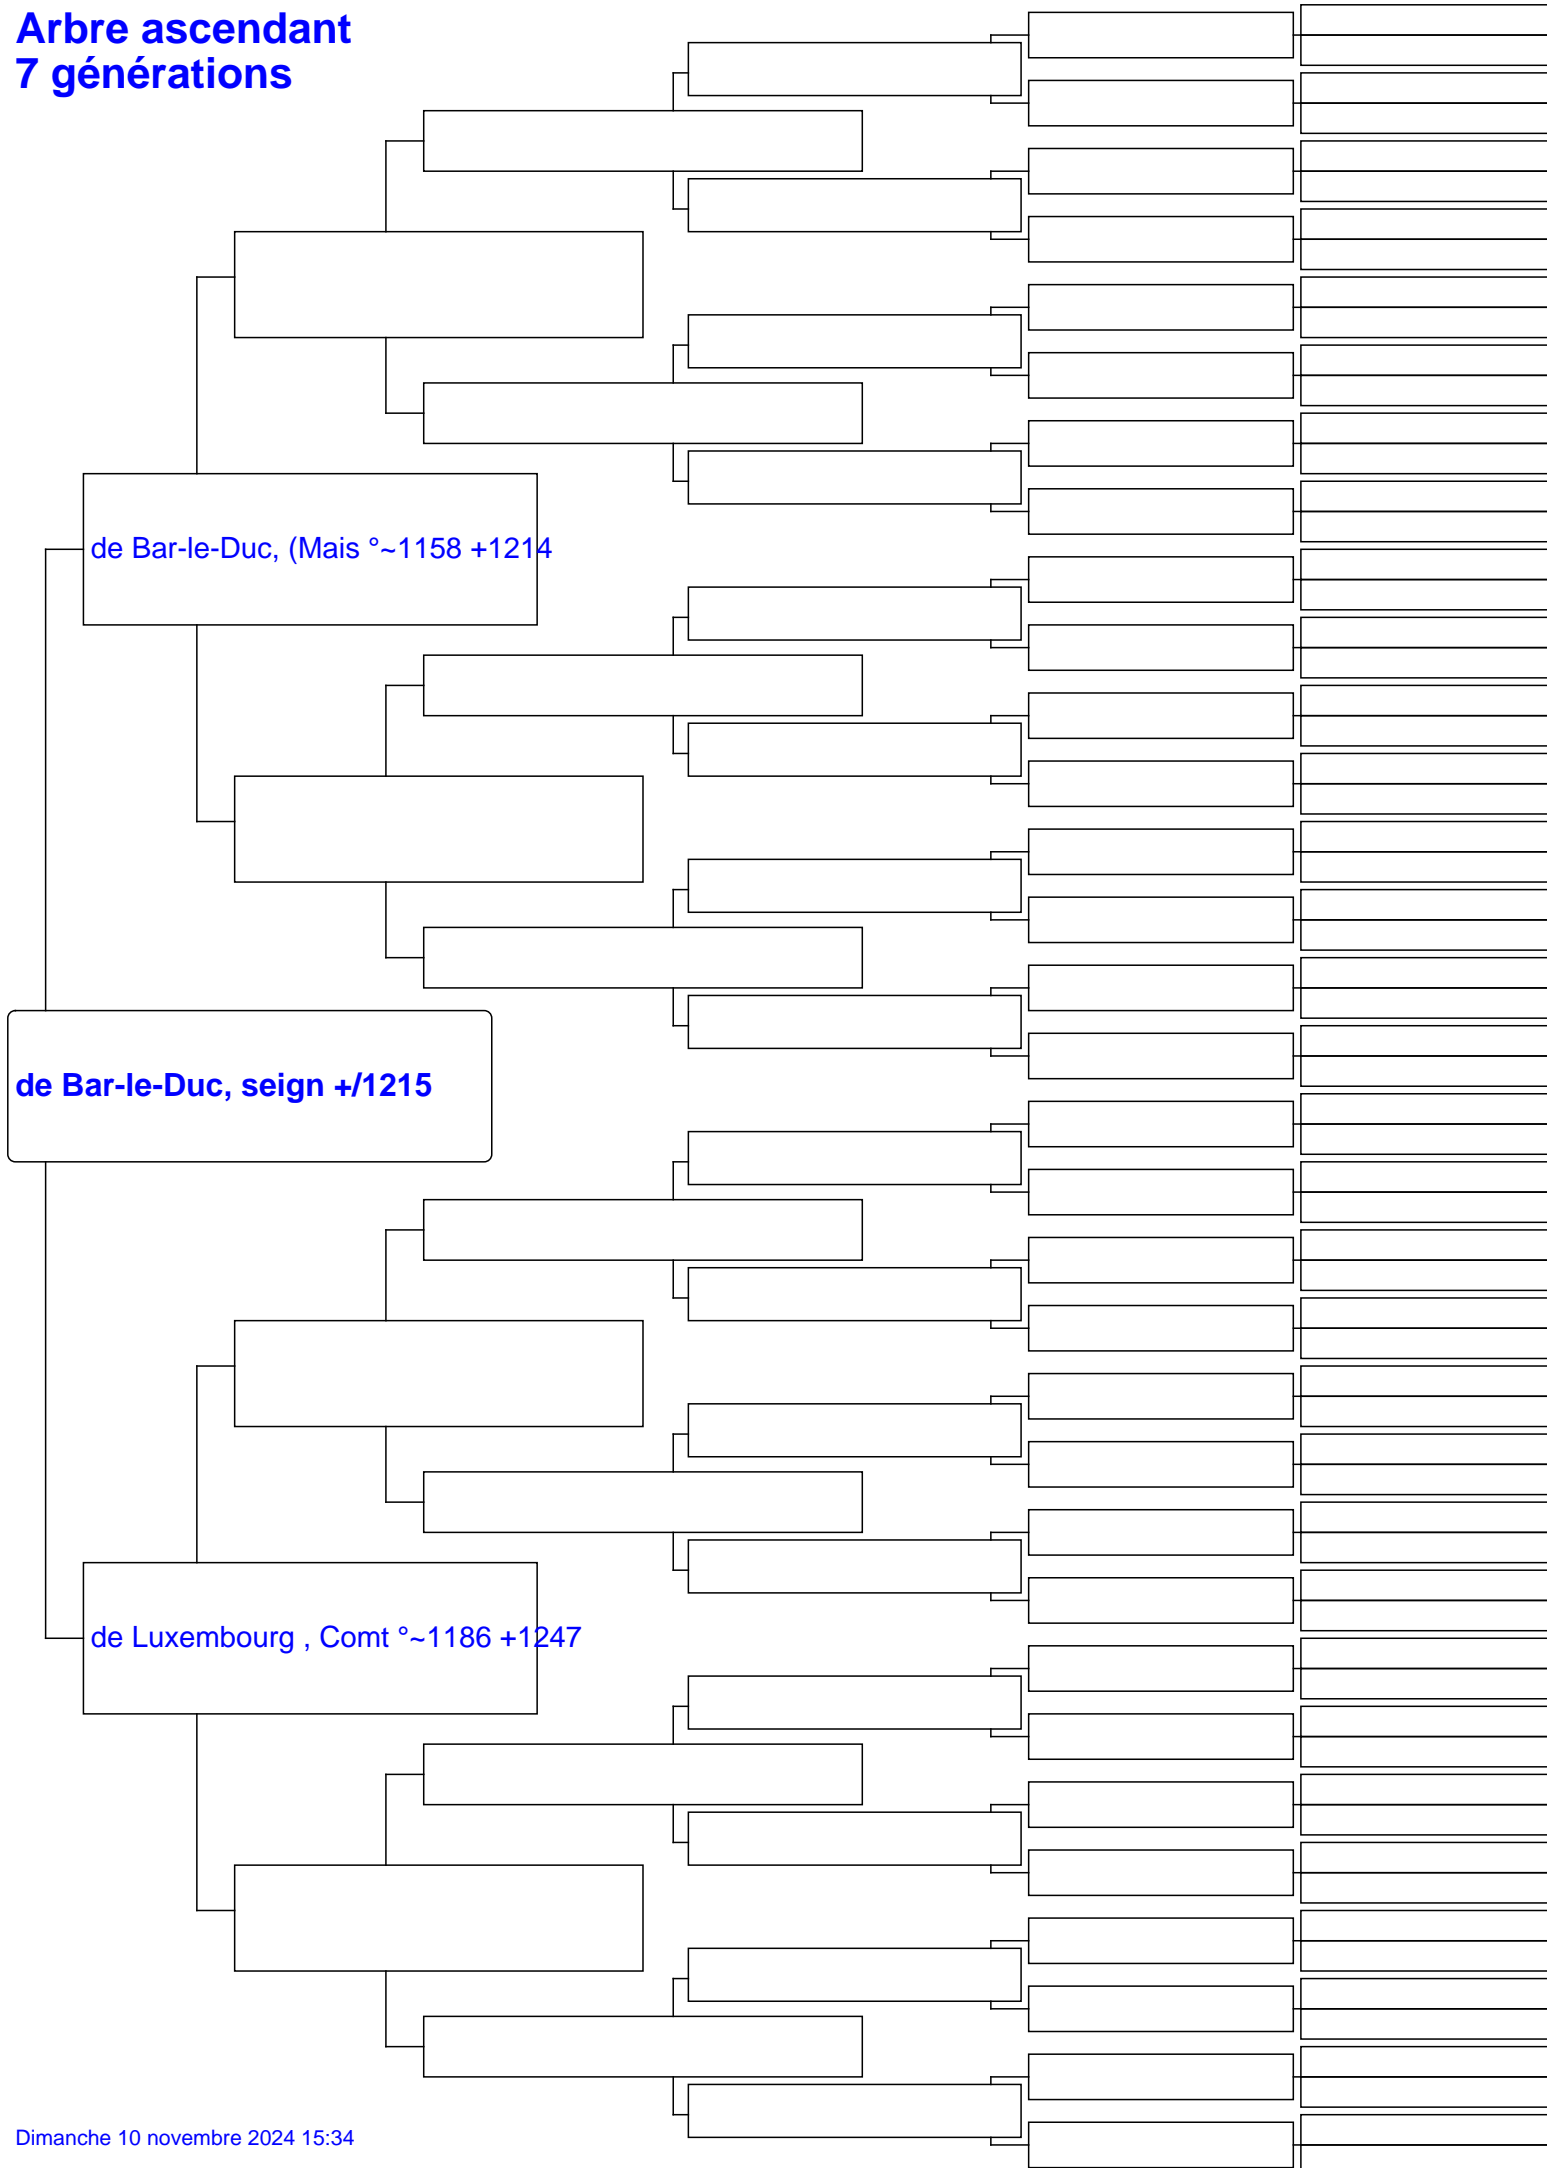 Arbre ascendant
7 générations
de Bar-le-Duc, (Mais °~1158 +1214
de Bar-le-Duc, seign +/1215
de Luxembourg , Comt °~1186 +1247
Dimanche 10 novembre 2024 15:34